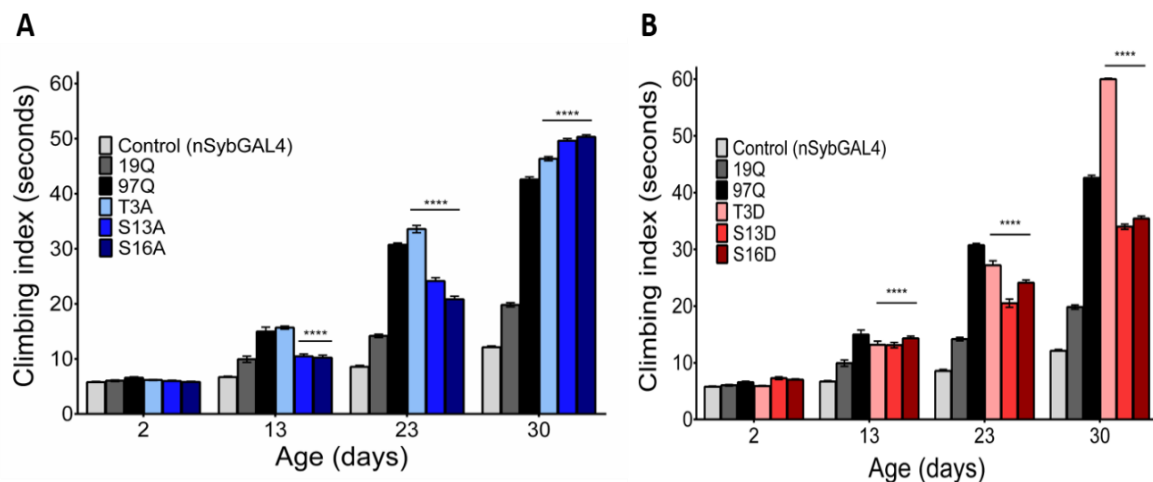 A
Climbing index (seconds)
60
50
40
30
20
10
0
Control (nSybGAL4)
19Q
97Q
T3A
S13A
S16A
****
****
****
2 13 23 30
Age (days)
B
Climbing index (seconds)
60
50
40
30
20
10
0
Control (nSybGAL4)
19Q
97Q
T3D
S13D
S16D
****
****
****
2 13 23 30
Age (days)